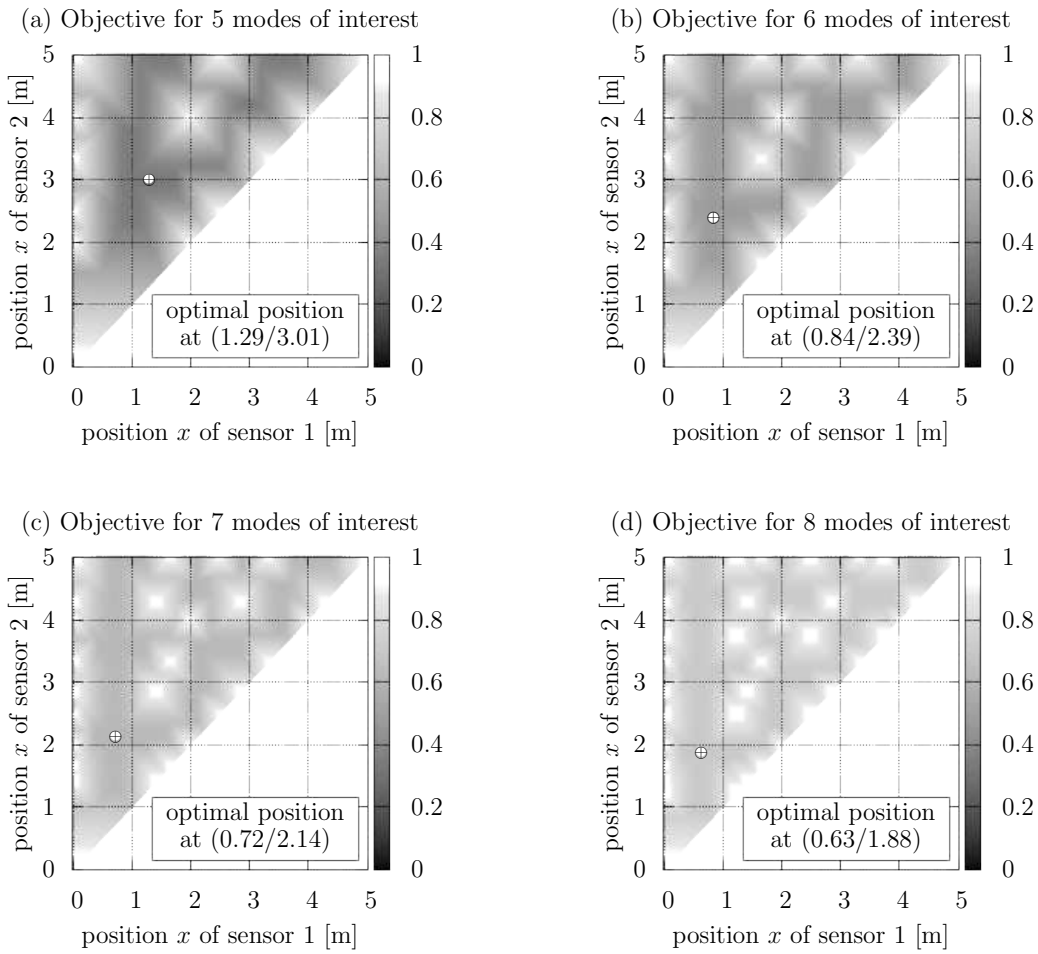 (a) Objective for 5 modes of interest
position x of sensor 2 [m]
5
4
3
2
1
0
optimal position
at (1.29/3.01)
1
0.8
0.6
0.4
0.2
0
0 1 2 3 4 5
position x of sensor 1 [m]
(b) Objective for 6 modes of interest
position x of sensor 2 [m]
5
4
3
2
1
0
optimal position
at (0.84/2.39)
1
0.8
0.6
0.4
0.2
0
0 1 2 3 4 5
position x of sensor 1 [m]
(c) Objective for 7 modes of interest
position x of sensor 2 [m]
5
4
3
2
1
0
optimal position
at (0.72/2.14)
1
0.8
0.6
0.4
0.2
0
0 1 2 3 4 5
position x of sensor 1 [m]
(d) Objective for 8 modes of interest
position x of sensor 2 [m]
5
4
3
2
1
0
optimal position
at (0.63/1.88)
1
0.8
0.6
0.4
0.2
0
0 1 2 3 4 5
position x of sensor 1 [m]